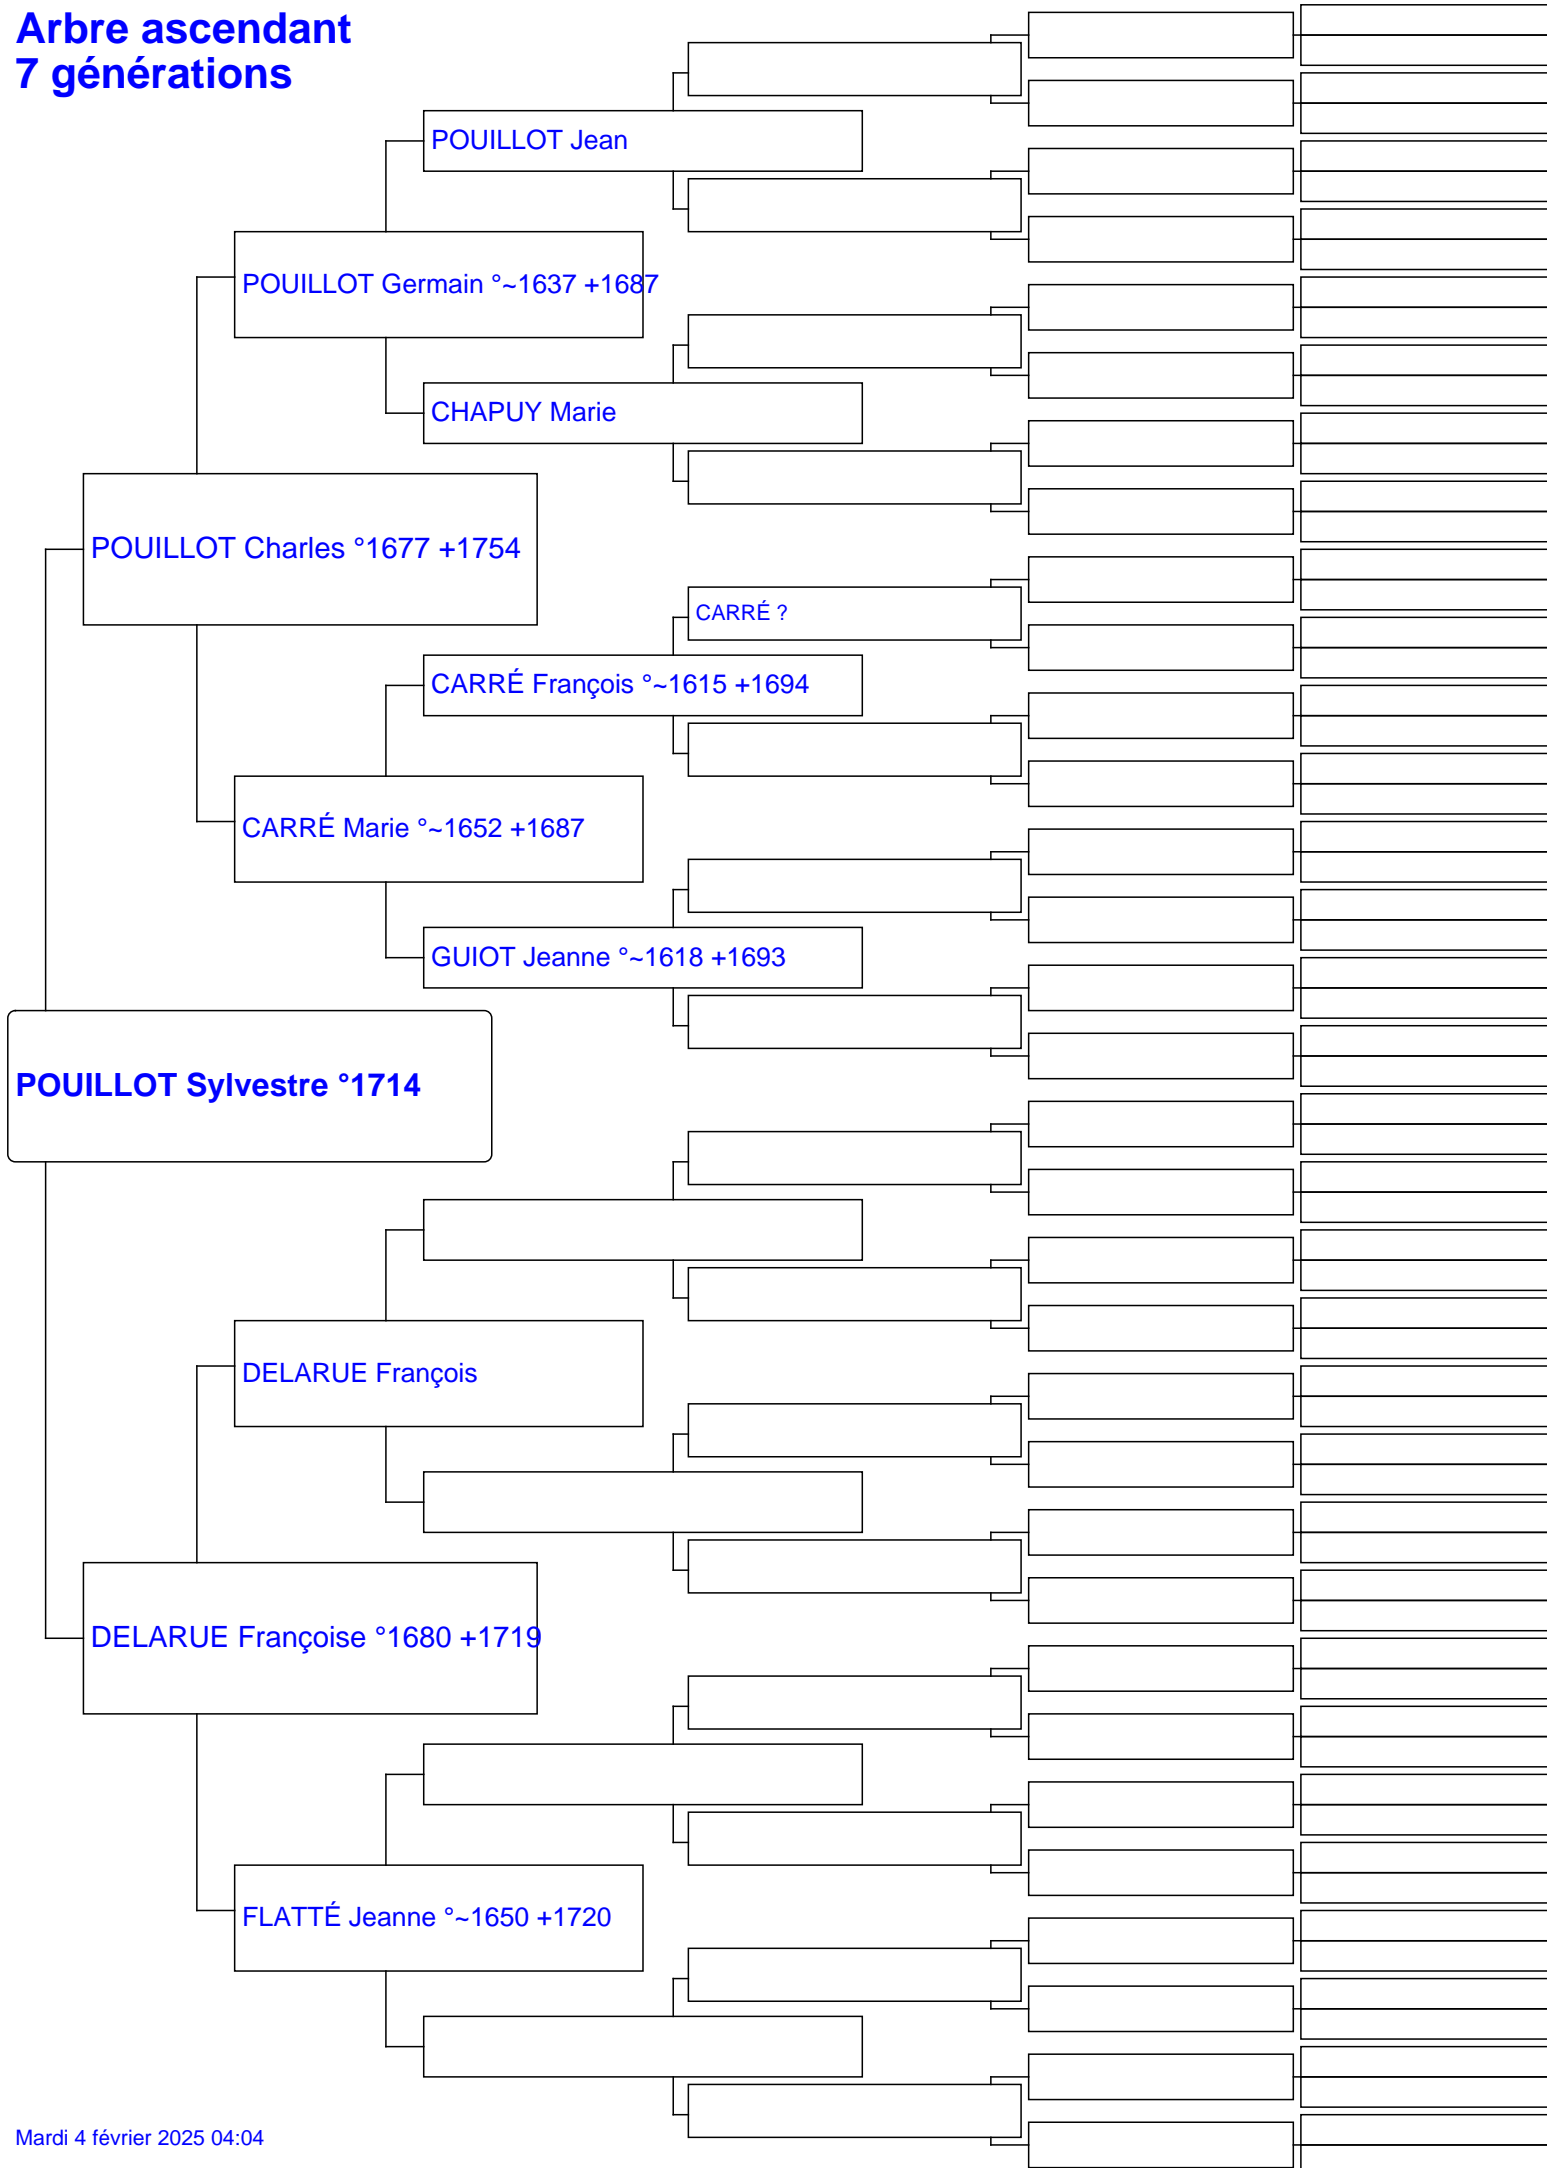 Arbre ascendant
7 générations
POUILLOT Jean
POUILLOT Germain °~1637 +1687
CHAPUY Marie
POUILLOT Charles °1677 +1754
CARRÉ ?
CARRÉ François °~1615 +1694
CARRÉ Marie °~1652 +1687
GUIOT Jeanne °~1618 +1693
POUILLOT Sylvestre °1714
DELARUE François
DELARUE Françoise °1680 +1719
FLATTÉ Jeanne °~1650 +1720
Mardi 4 février 2025 04:04